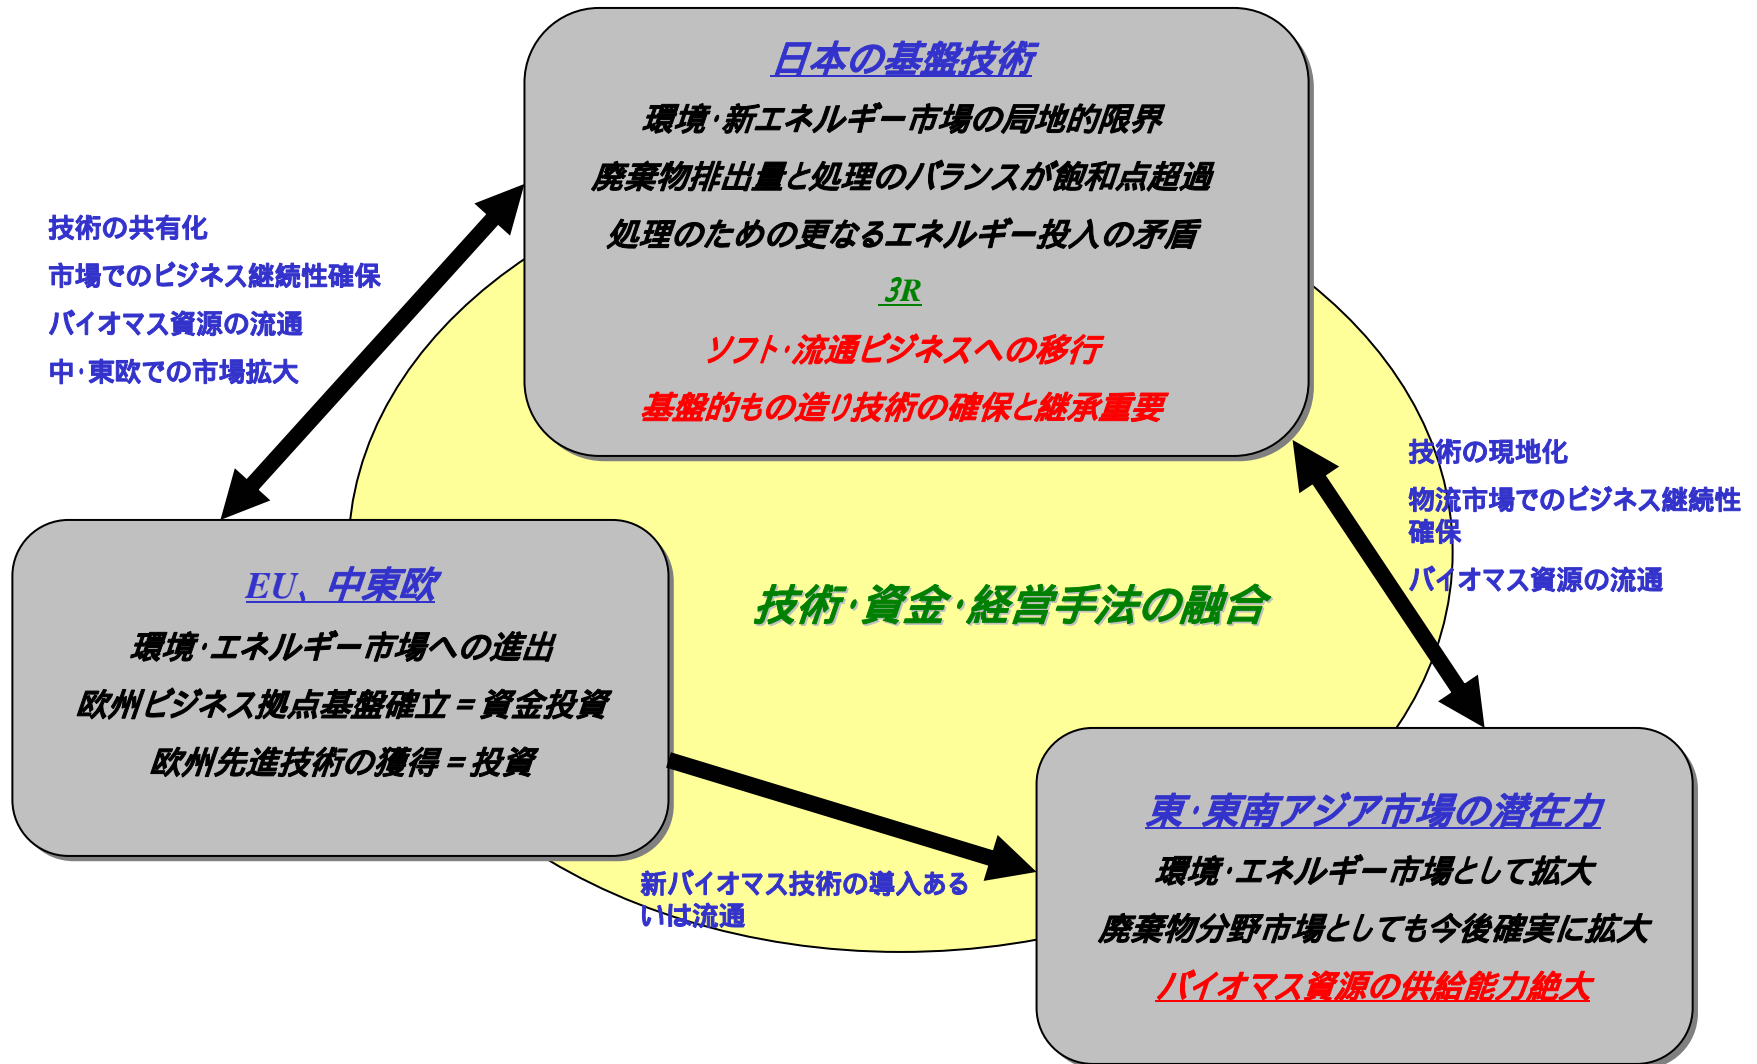 日本の基盤技術
環境・新エネルギー市場の局地的限界
廃棄物排出量と処理のバランスが飽和点超過
処理のための更なるエネルギー投入の矛盾
3R
ソフト・流通ビジネスへの移行
基盤的もの造り技術の確保と継承重要
技術の共有化
市場でのビジネス継続性確保
バイオマス資源の流通
中・東欧での市場拡大
技術の現地化
物流市場でのビジネス継続性
確保
バイオマス資源の流通
EU、中東欧
環境・エネルギー市場への進出
欧州ビジネス拠点基盤確立＝資金投資
欧州先進技術の獲得＝投資
技術・資金・経営手法の融合
新バイオマス技術の導入ある
いは流通
東・東南アジア市場の潜在力
環境・エネルギー市場として拡大
廃棄物分野市場としても今後確実に拡大
バイオマス資源の供給能力絶大